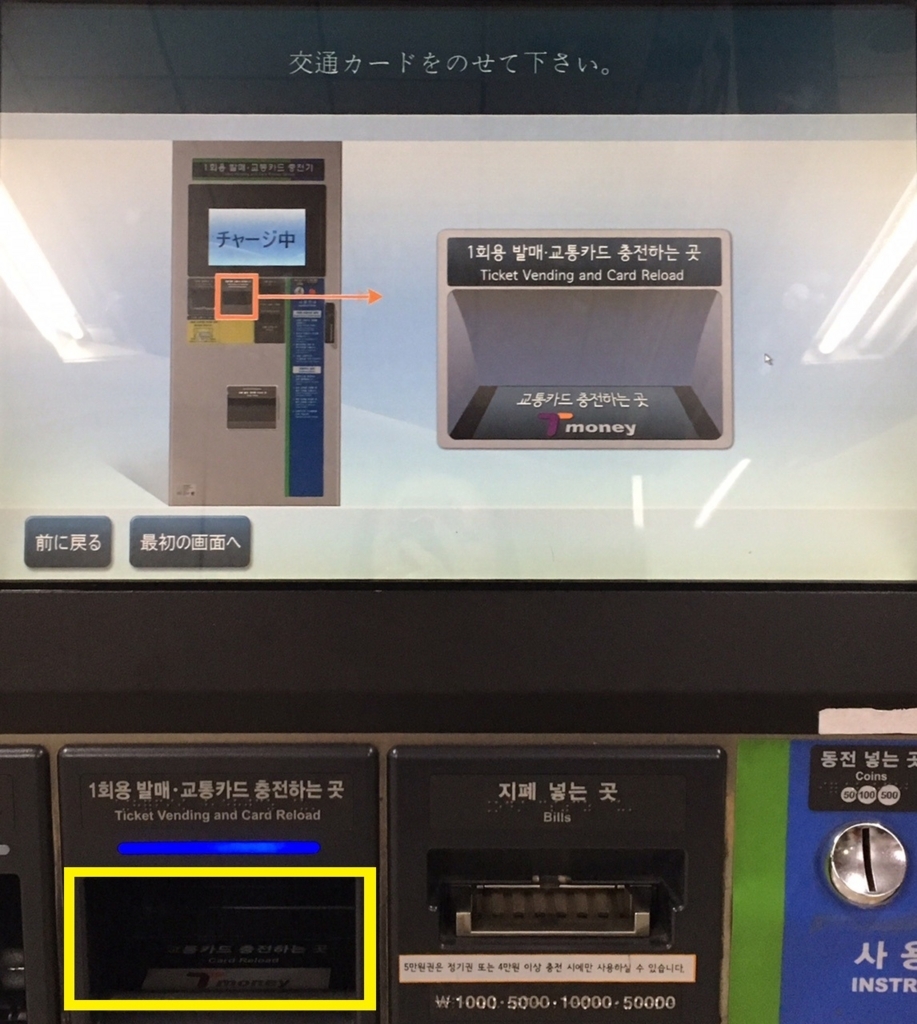 交通カードをのせて下さい。
1회용 발매·교통카드 충전기
チャージ中
1회용 발매·교통카드 충전하는 곳
Ticket Vending and Card Reload
교통카드 충전하는 곳
T money
前に戻る
最初の画面へ
1회용 발매·교통카드 충전하는 곳
Ticket Vending and Card Reload
교통카드 충전하는 곳
Card Reload
T money
지폐 넣는 곳
Bills
5만원권은 정기권 또는 4만원 이상 충전 시에만 사용하실 수 있습니다.
₩1000·5000·10000·50000
동전 넣는 곳
Coins
50 100 500
사용
INSTR